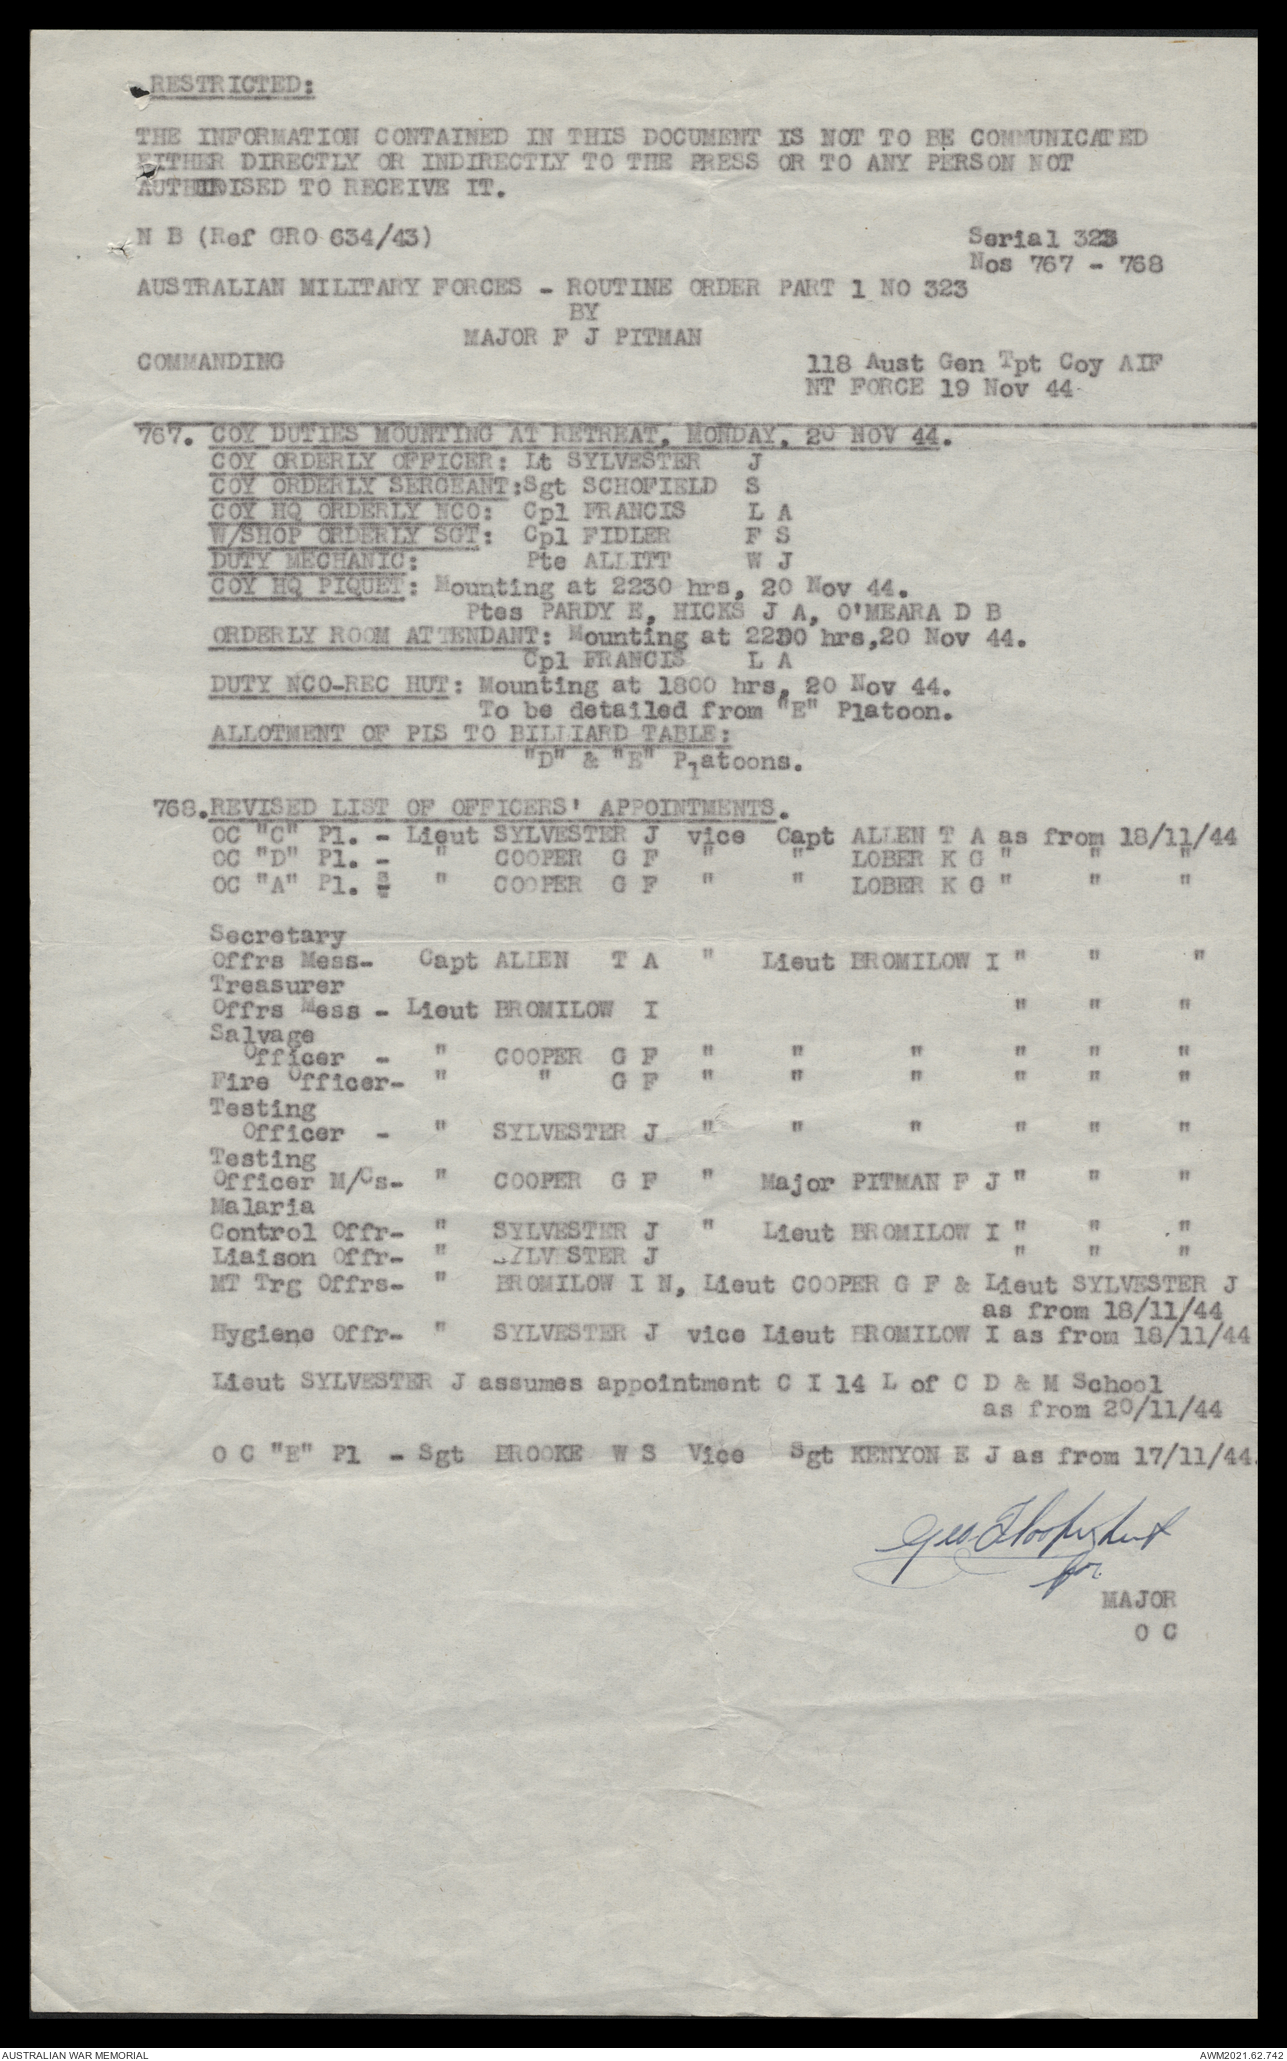 RESTRICTED:
THE INFORMATION CONTAINED IN THIS DOCUMENT IS NOT TO BE COMMUNICATED
EITHER DIRECTLY OR INDIRECTLY TO THE PRESS OR TO ANY PERSON NOT
AUTHORISED TO RECEIVE IT.
N B (Ref GRO 634/43) Serial 323
Nos 767 - 768
AUSTRALIAN MILITARY FORCES - ROUTINE ORDER PART 1 NO 323
BY
MAJOR F J PITMAN
COMMANDING 118 Aust Gen Tpt Coy AIF
NT FORCE 19 Nov 44
767. COY DUTIES MOUNTING AT RETREAT, MONDAY, 20 NOV 44.
COY ORDERLY OFFICER: Lt SYLVESTER J
COY ORDERLY SERGEANT:Sgt SCHOFIELD S
COY HQ ORDERLY NCO: Cpl FRANCIS L A
W/SHOP ORDERLY SGT: Cpl FIDLER F S
DUTY MECHANIC: Pte ALLITT W J
COY HQ PIQUET: Mounting at 2230 hrs, 20 Nov 44.
Ptes PARDY E, HICKS J A, O'MEARA D B
ORDERLY ROOM ATTENDANT: Mounting at 2200 hrs,20 Nov 44.
Cpl FRANCIS L A
DUTY NCO-REC HUT: Mounting at 1800 hrs, 20 Nov 44.
To be detailed from "E" Platoon.
ALLOTMENT OF PIS TO BILLIARD TABLE:
"D" & "E" Platoons.
768.REVISED LIST OF OFFICERS' APPOINTMENTS.
OC "C" Pl. - Lieut SYLVESTER J vice Capt ALLEN T A as from 18/11/44
OC "D" Pl. - " COOPER G F " " LOBER K G " " "
OC "A" Pl. - " COOPER G F " " LOBER K G " " "
Secretary
Offrs Mess- Capt ALLEN T A " Lieut BROMILOW I " " "
Treasurer
Offrs Mess - Lieut BROMILOW I " " "
Salvage
Officer - " COOPER G F " " " " " "
Fire Officer- " " G F " " " " " "
Testing
Officer - " SYLVESTER J " " " " " "
Testing
Officer M/Cs- " COOPER G F " Major PITMAN F J " " "
Malaria
Control Offr- " SYLVESTER J " Lieut BROMILOW I " " "
Liaison Offr- " SYLVESTER J " " "
MT Trg Offrs- " BROMILOW I N, Lieut COOPER G F & Lieut SYLVESTER J
as from 18/11/44
Hygiene Offr- " SYLVESTER J vice Lieut BROMILOW I as from 18/11/44
Lieut SYLVESTER J assumes appointment C I 14 L of C D & M School
as from 20/11/44
O C "E" Pl - Sgt BROOKE W S Vice Sgt KENYON E J as from 17/11/44.
Geo F Cooper Lieut
for
MAJOR
O C
AUSTRALIAN WAR MEMORIAL AWM2021.62.742